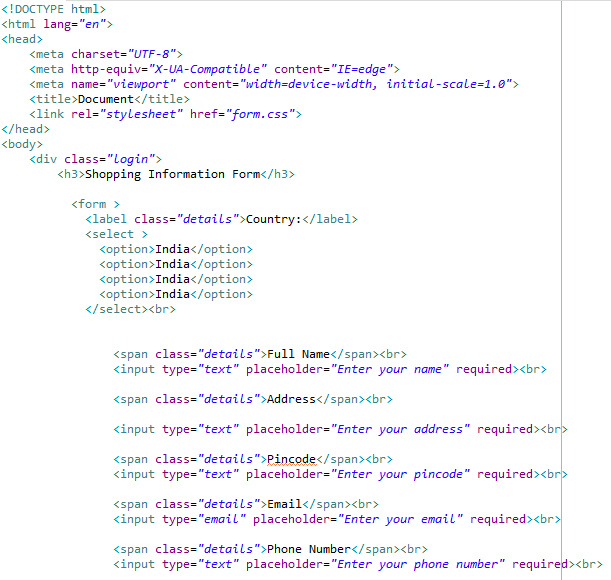 <!DOCTYPE html>
<html lang="en">
<head>
<meta charset="UTF-8">
<meta http-equiv="X-UA-Compatible" content="IE=edge">
<meta name="viewport" content="width=device-width, initial-scale=1.0">
<title>Document</title>
<link rel="stylesheet" href="form.css">
</head>
<body>
<div class="login">
<h3>Shopping Information Form</h3>
<form >
<label class="details">Country:</label>
<select >
<option>India</option>
<option>India</option>
<option>India</option>
<option>India</option>
</select><br>
<span class="details">Full Name</span><br>
<input type="text" placeholder="Enter your name" required><br>
<span class="details">Address</span><br>
<input type="text" placeholder="Enter your address" required><br>
<span class="details">Pincode</span><br>
<input type="text" placeholder="Enter your pincode" required><br>
<span class="details">Email</span><br>
<input type="email" placeholder="Enter your email" required><br>
<span class="details">Phone Number</span><br>
<input type="text" placeholder="Enter your phone number" required><br>